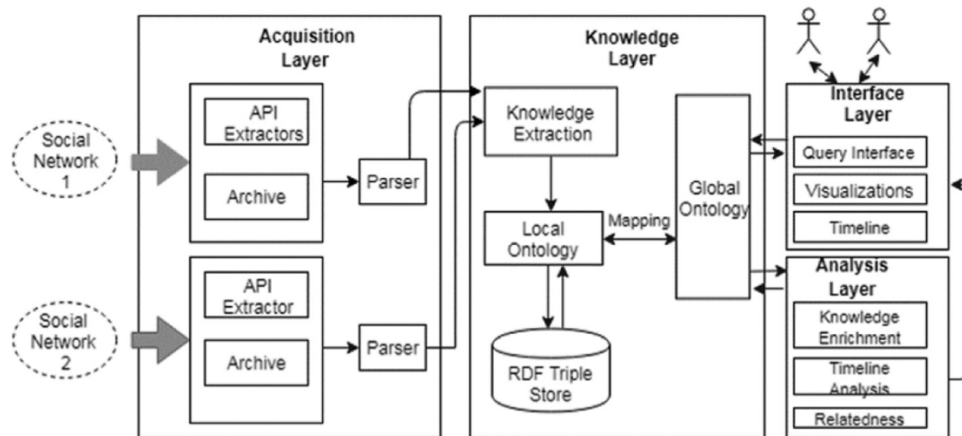 Social
Network
1
Social
Network
2
Acquisition
Layer
API
Extractors
Archive
Parser
API
Extractor
Archive
Parser
Knowledge
Layer
Knowledge
Extraction
Local
Ontology
Mapping
Global
Ontology
RDF Triple
Store
Interface
Layer
Query Interface
Visualizations
Timeline
Analysis
Layer
Knowledge
Enrichment
Timeline
Analysis
Relatedness